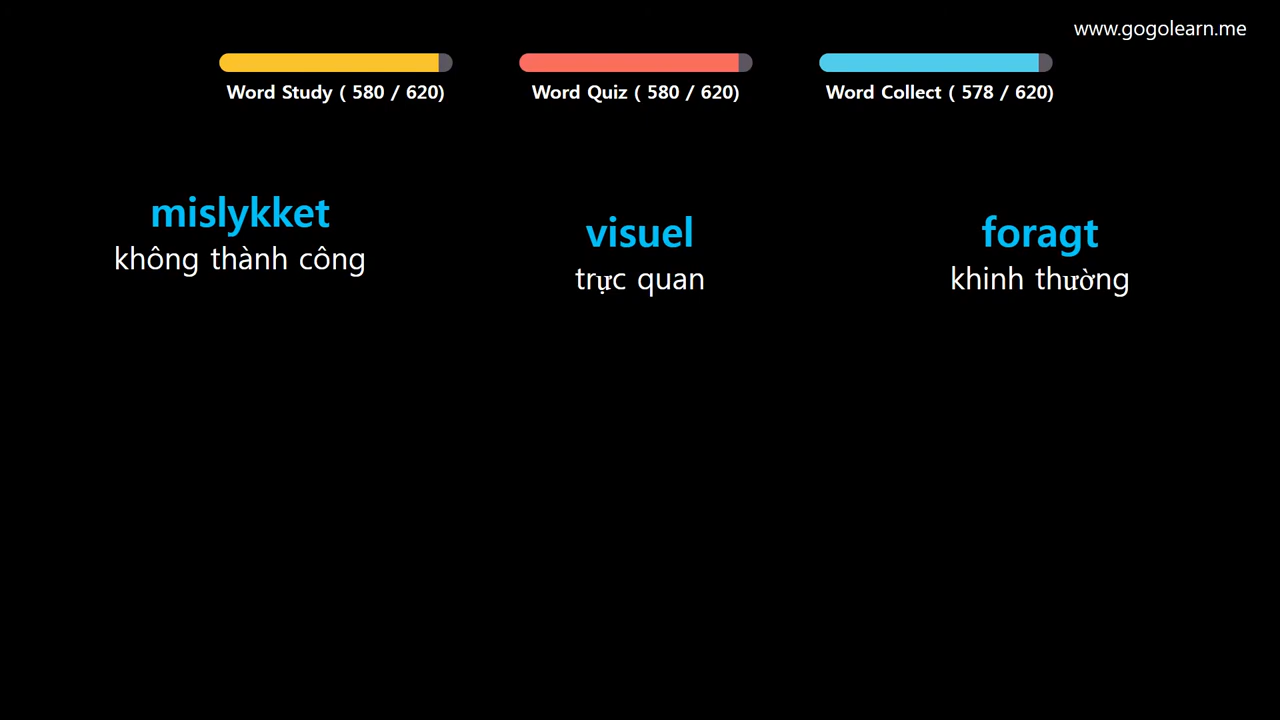 www.gogolearn.me
Word Study ( 580 / 620)
Word Quiz ( 580 / 620)
Word Collect ( 578 / 620)
mislykket
không thành công
visuel
trực quan
foragt
khinh thường